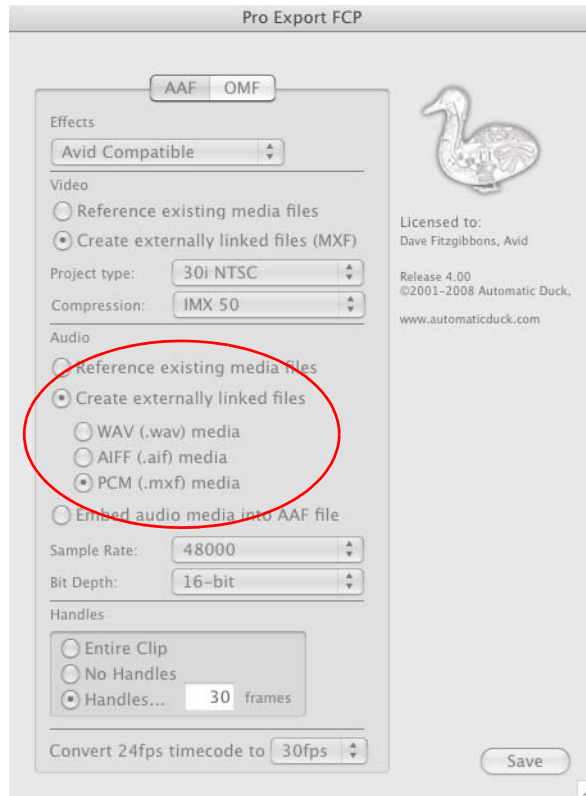 Pro Export FCP
AAF OMF
Effects
Avid Compatible
Video
Reference existing media files
Create externally linked files (MXF)
Project type: 30i NTSC
Compression: IMX 50
Audio
Reference existing media files
Create externally linked files
WAV (.wav) media
AIFF (.aif) media
PCM (.mxf) media
Embed audio media into AAF file
Sample Rate: 48000
Bit Depth: 16-bit
Handles
Entire Clip
No Handles
Handles... 30 frames
Convert 24fps timecode to 30fps
Licensed to:
Dave Fitzgibbons, Avid
Release 4.00
©2001-2008 Automatic Duck,
www.automaticduck.com
Save